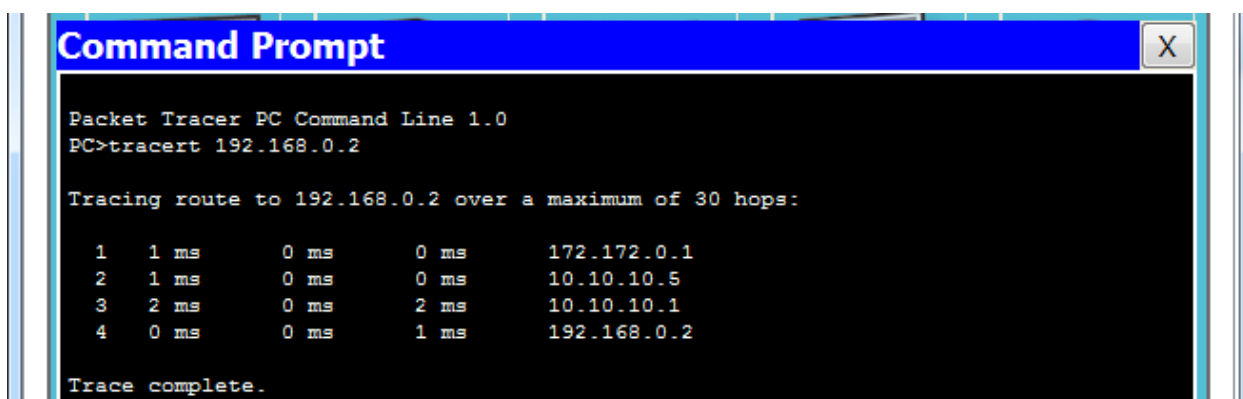 Command Prompt
X
Packet Tracer PC Command Line 1.0
PC>tracert 192.168.0.2
Tracing route to 192.168.0.2 over a maximum of 30 hops:
1 1 ms 0 ms 0 ms 172.172.0.1
2 1 ms 0 ms 0 ms 10.10.10.5
3 2 ms 0 ms 2 ms 10.10.10.1
4 0 ms 0 ms 1 ms 192.168.0.2
Trace complete.